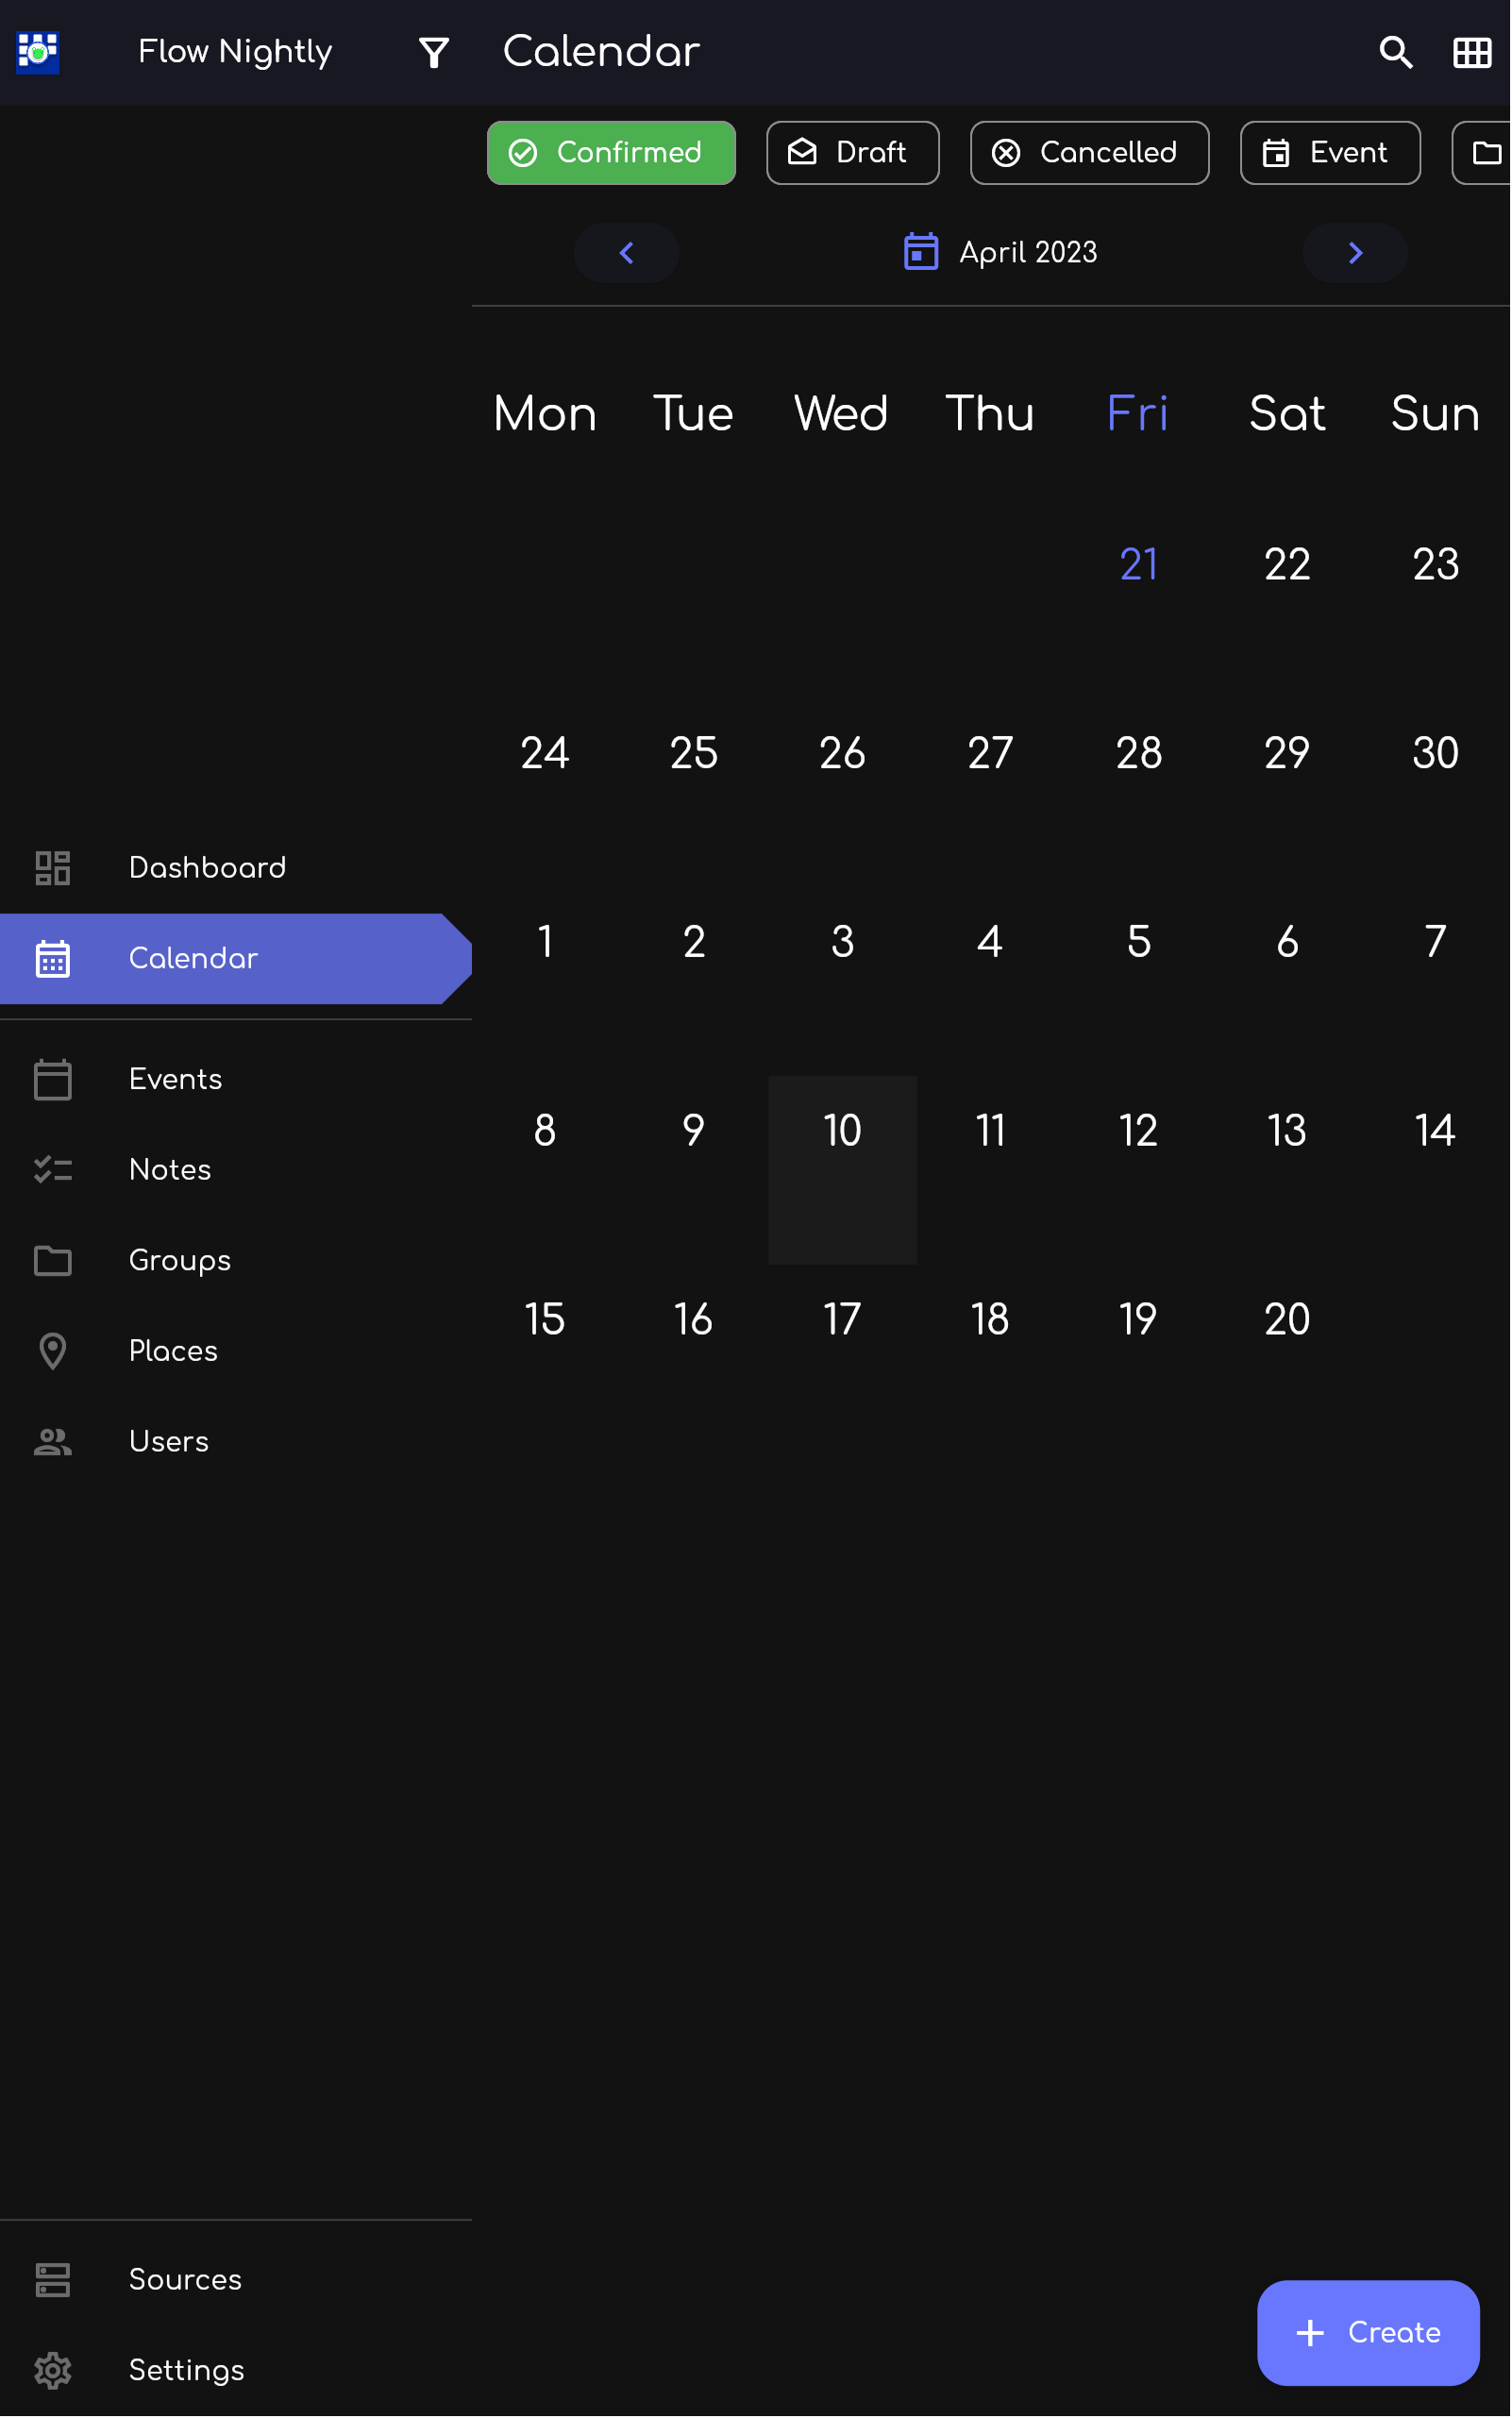 Flow Nightly
Calendar
Confirmed Draft Cancelled Event
April 2023
Mon Tue Wed Thu Fri Sat Sun
21 22 23
24 25 26 27 28 29 30
1 2 3 4 5 6 7
8 9 10 11 12 13 14
15 16 17 18 19 20
Dashboard
Calendar
Events
Notes
Groups
Places
Users
Sources
Settings
Create